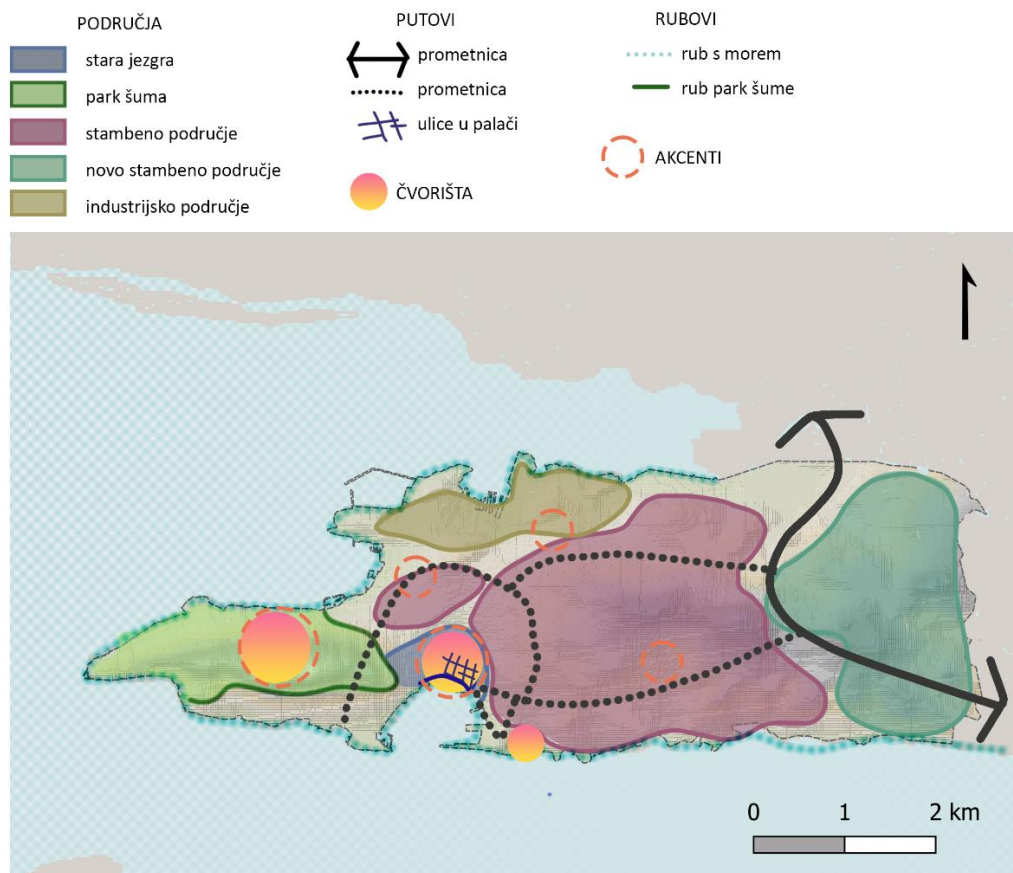 PODRUČJA
stara jezgra
park šuma
stambeno područje
novo stambeno područje
industrijsko područje
PUTOVI
prometnica
prometnica
ulice u palači
ČVORIŠTA
RUBOVI
rub s morem
rub park šume
AKCENTI
0 1 2 km